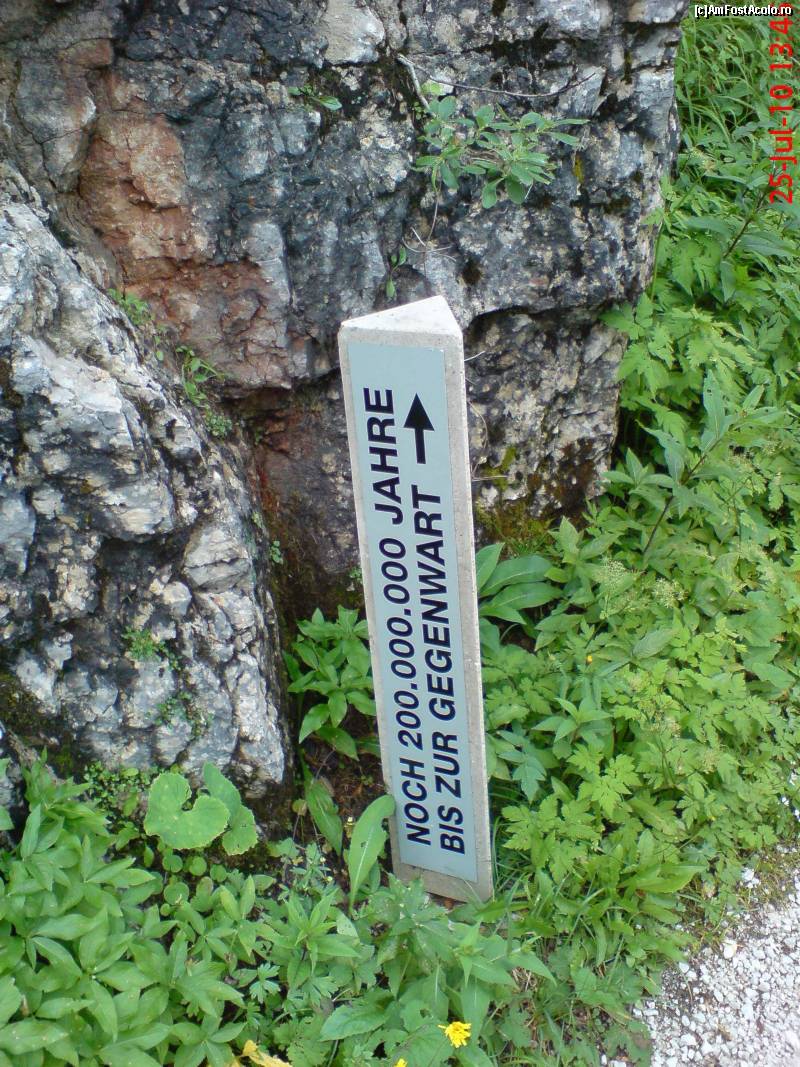 [c]AmFostAcolo.ro
25-Jul-10 13:4
NOCH 200.000.000 JAHRE
BIS ZUR GEGENWART →